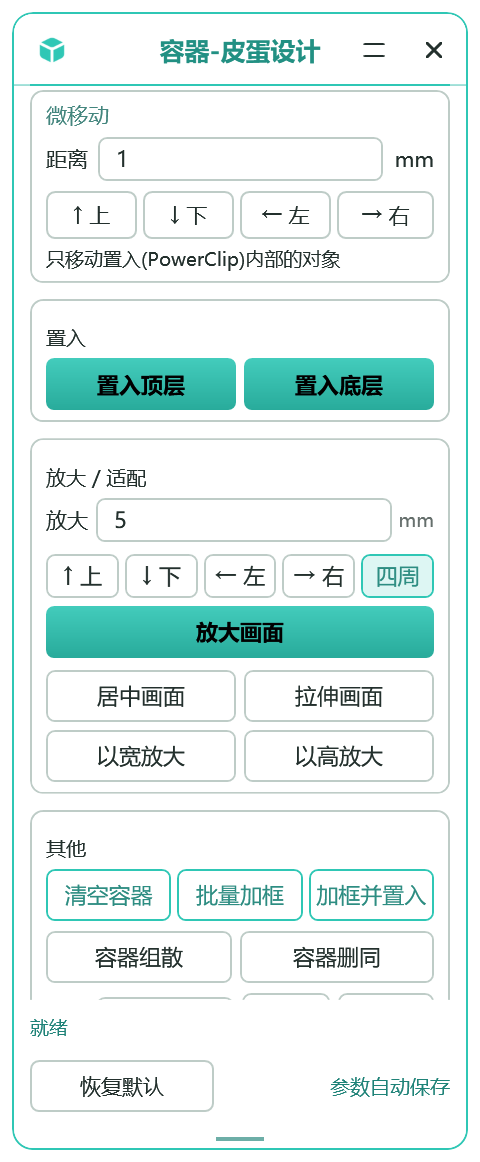 容器-皮蛋设计
微移动
距离 1 mm
↑上 ↓下 ←左 →右
只移动置入(PowerClip)内部的对象
置入
置入顶层 置入底层
放大 / 适配
放大 5 mm
↑上 ↓下 ←左 →右 四周
放大画面
居中画面 拉伸画面
以宽放大 以高放大
其他
清空容器 批量加框 加框并置入
容器组散 容器删同
就绪
恢复默认 参数自动保存